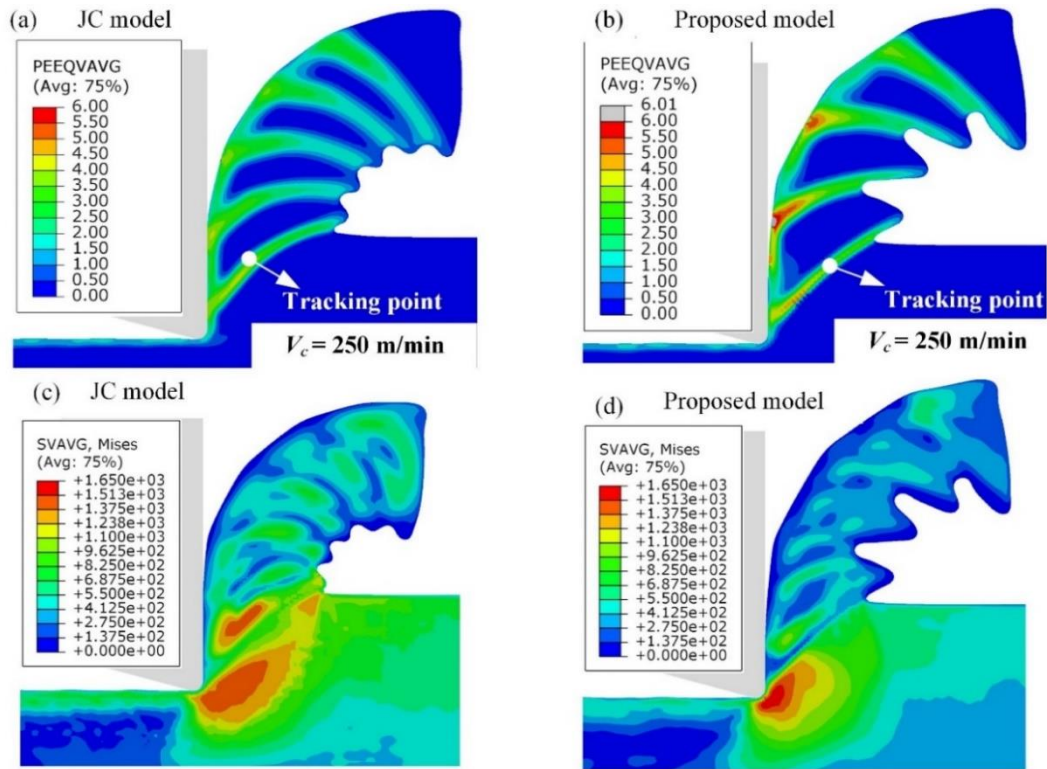 (a) JC model
PEEQVAVG
(Avg: 75%)
6.00
5.50
5.00
4.50
4.00
3.50
3.00
2.50
2.00
1.50
1.00
0.50
0.00
Tracking point
Vc = 250 m/min
(b) Proposed model
PEEQVAVG
(Avg: 75%)
6.01
6.00
5.50
5.00
4.50
4.00
3.50
3.00
2.50
2.00
1.50
1.00
0.50
0.00
Tracking point
Vc = 250 m/min
(c) JC model
SVAVG, Mises
(Avg: 75%)
+1.650e+03
+1.513e+03
+1.375e+03
+1.238e+03
+1.100e+03
+9.625e+02
+8.250e+02
+6.875e+02
+5.500e+02
+4.125e+02
+2.750e+02
+1.375e+02
+0.000e+00
(d) Proposed model
SVAVG, Mises
(Avg: 75%)
+1.650e+03
+1.513e+03
+1.375e+03
+1.238e+03
+1.100e+03
+9.625e+02
+8.250e+02
+6.875e+02
+5.500e+02
+4.125e+02
+2.750e+02
+1.375e+02
+0.000e+00